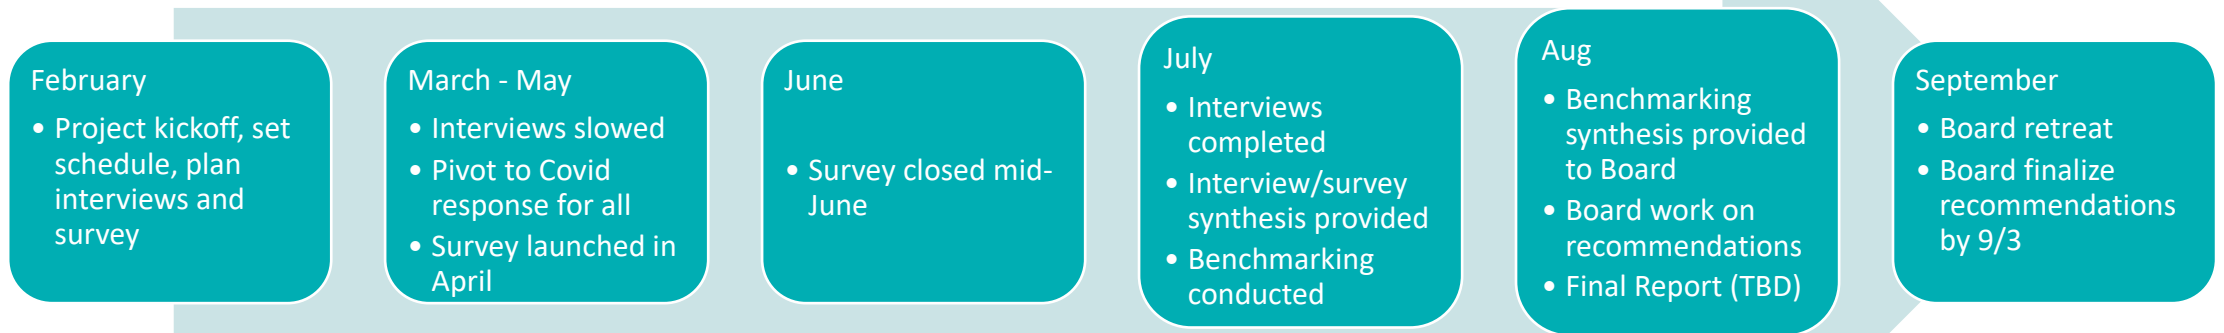 February
• Project kickoff, set
schedule, plan
interviews and
survey
March - May
• Interviews slowed
• Pivot to Covid
response for all
• Survey launched in
April
June
• Survey closed mid-
June
July
• Interviews
completed
• Interview/survey
synthesis provided
• Benchmarking
conducted
Aug
• Benchmarking
synthesis provided
to Board
• Board work on
recommendations
• Final Report (TBD)
September
• Board retreat
• Board finalize
recommendations
by 9/3